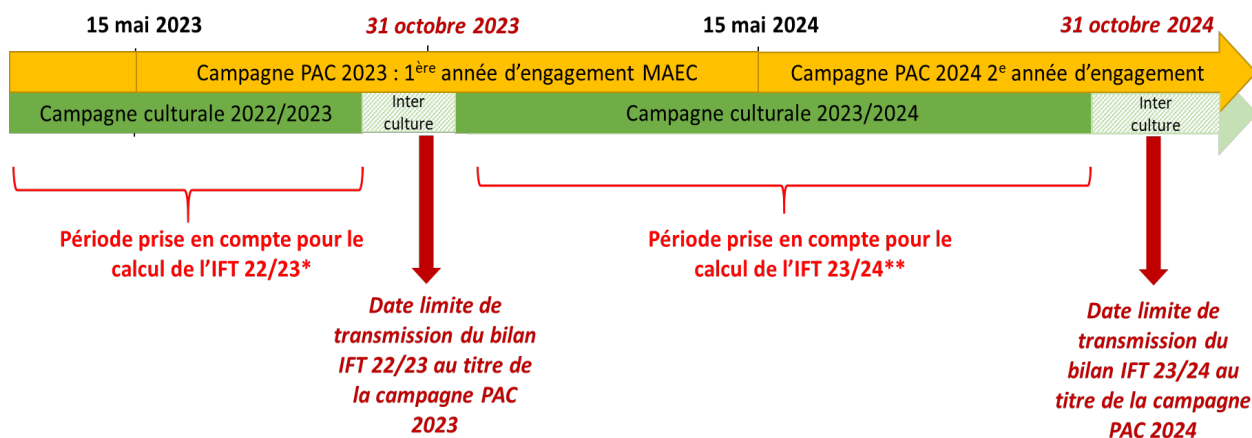 15 mai 2023
31 octobre 2023
15 mai 2024
31 octobre 2024
Campagne PAC 2023 : 1ère année d’engagement MAEC
Campagne PAC 2024 2e année d’engagement
Campagne culturale 2022/2023
Inter
culture
Campagne culturale 2023/2024
Inter
culture
Période prise en compte pour le
calcul de l’IFT 22/23*
Période prise en compte pour le
calcul de l’IFT 23/24**
Date limite de
transmission du bilan
IFT 22/23 au titre de
la campagne PAC
2023
Date limite de
transmission du
bilan IFT 23/24 au
titre de la campagne
PAC 2024